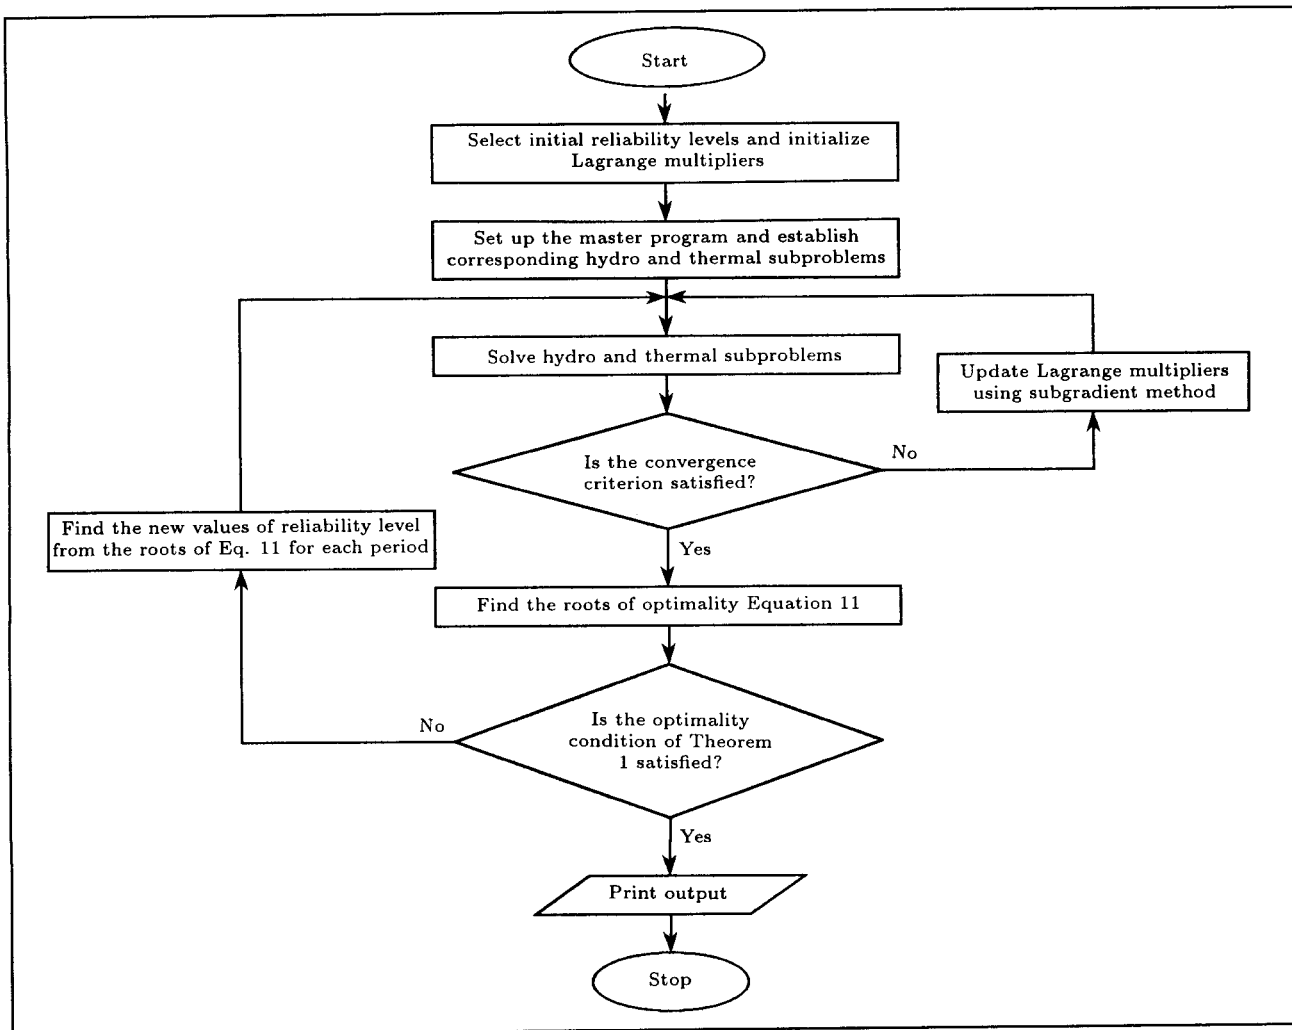 Start
Select initial reliability levels and initialize
Lagrange multipliers
Set up the master program and establish
corresponding hydro and thermal subproblems
Solve hydro and thermal subproblems
Update Lagrange multipliers
using subgradient method
Is the convergence
criterion satisfied?
No
Yes
Find the new values of reliability level
from the roots of Eq. 11 for each period
Find the roots of optimality Equation 11
Is the optimality
condition of Theorem
1 satisfied?
No
Yes
Print output
Stop